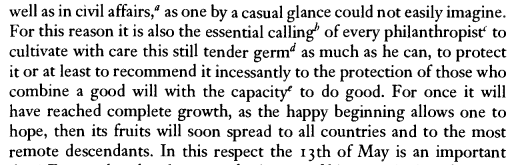 well as in civil affairs,ᵃ as one by a casual glance could not easily imagine.
For this reason it is also the essential callingᵇ of every philanthropistᶜ to
cultivate with care this still tender germᵈ as much as he can, to protect
it or at least to recommend it incessantly to the protection of those who
combine a good will with the capacityᵉ to do good. For once it will
have reached complete growth, as the happy beginning allows one to
hope, then its fruits will soon spread to all countries and to the most
remote descendants. In this respect the 13th of May is an important